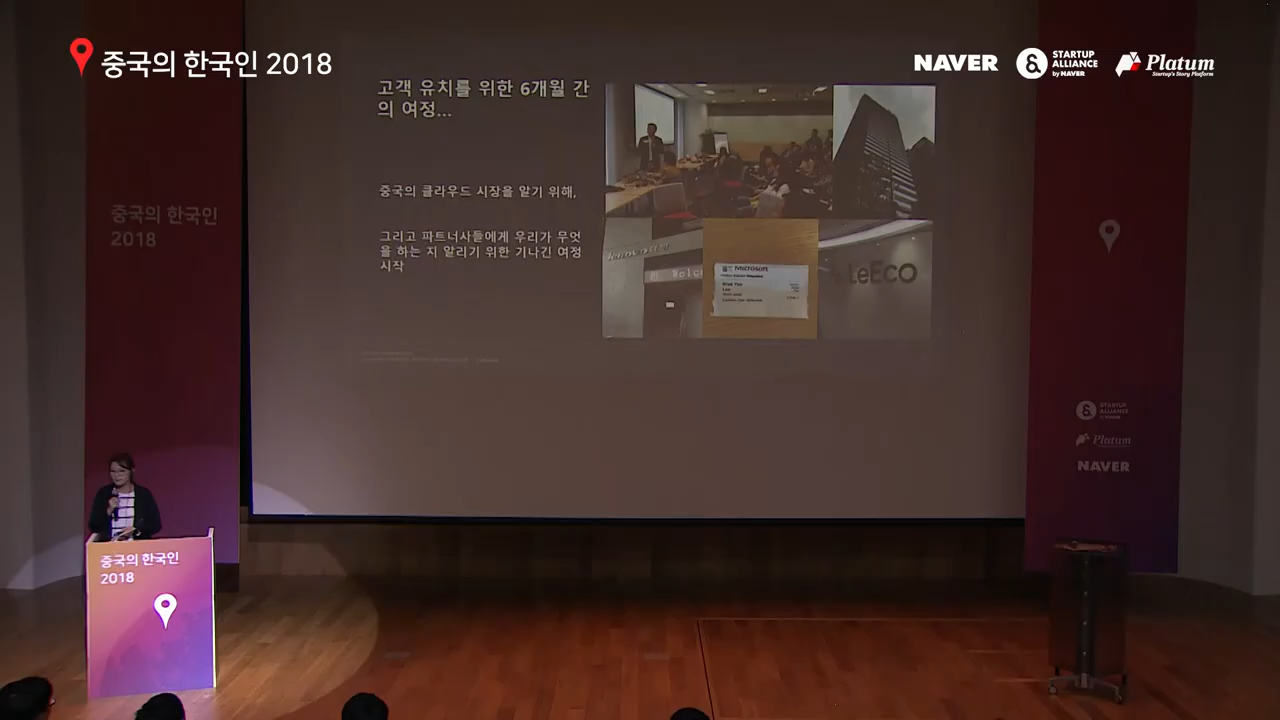 중국의 한국인 2018
NAVER
STARTUP
ALLIANCE
by NAVER
Platum
Startup's Story Platform
고객 유치를 위한 6개월 간
의 여정...
중국의 클라우드 시장을 알기 위해,
그리고 파트너사들에게 우리가 무엇
을 하는 지 알리기 위한 기나긴 여정
시작
Welco
Microsoft
LeEco
중국의 한국인
2018
STARTUP
ALLIANCE
Platum
NAVER
중국의 한국인
2018